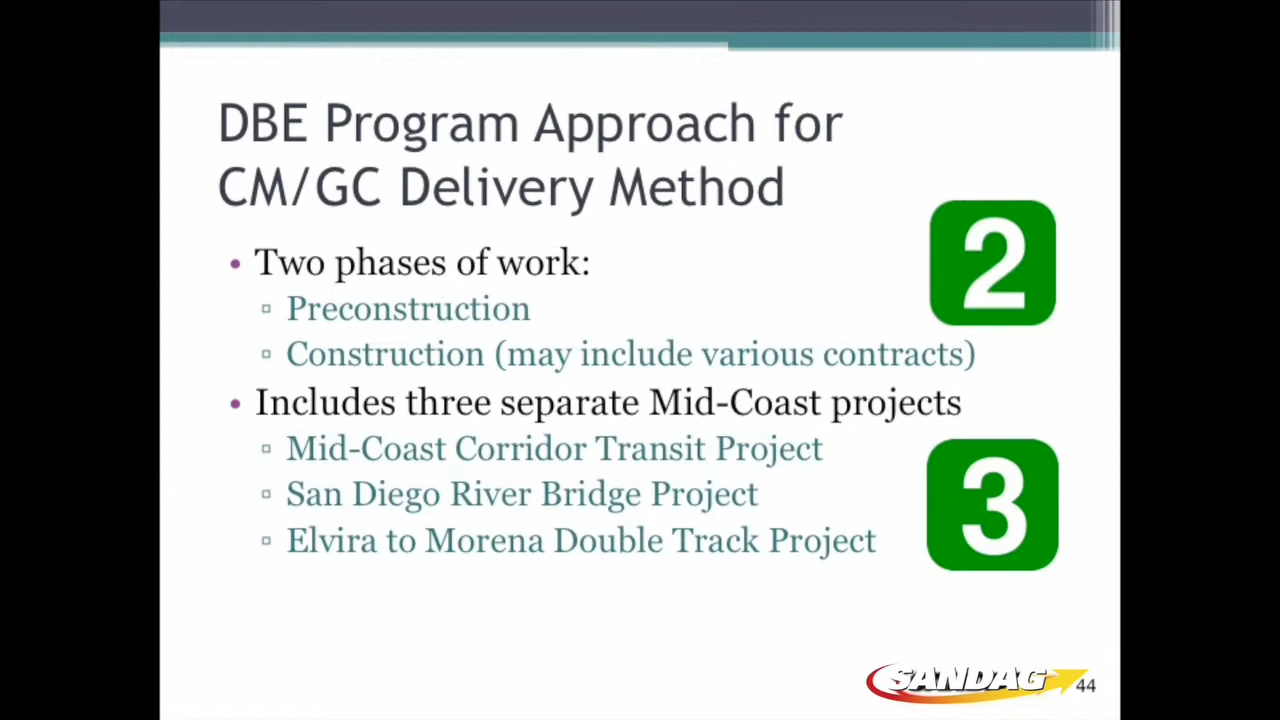 DBE Program Approach for
CM/GC Delivery Method
• Two phases of work:
▫ Preconstruction
▫ Construction (may include various contracts)
• Includes three separate Mid-Coast projects
▫ Mid-Coast Corridor Transit Project
▫ San Diego River Bridge Project
▫ Elvira to Morena Double Track Project
2
3
SANDAG
44